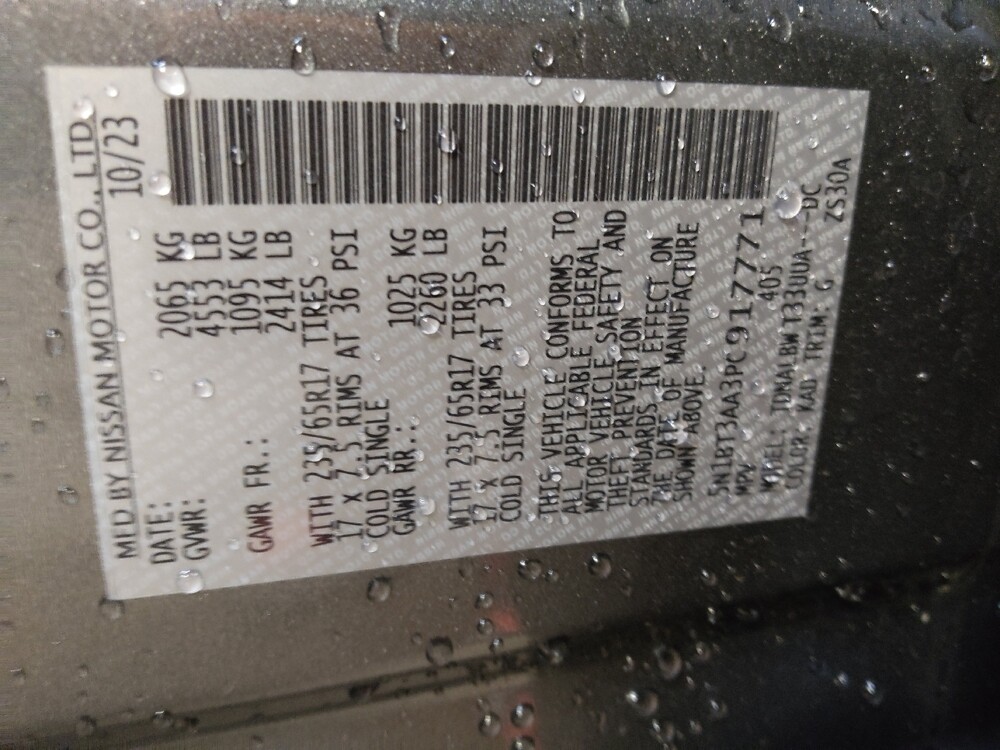 MFD BY NISSAN MOTOR CO., LTD.
DATE: 10/23
GVWR: 2065 KG
4553 LB
GAWR FR.: 1095 KG
2414 LB
WITH 235/65R17 TIRES
17 X 7.5 RIMS AT 36 PSI
COLD SINGLE
GAWR RR.: 1025 KG
2260 LB
WITH 235/65R17 TIRES
17 X 7.5 RIMS AT 33 PSI
COLD SINGLE
THIS VEHICLE CONFORMS TO
ALL APPLICABLE FEDERAL
MOTOR VEHICLE SAFETY AND
THEFT PREVENTION
STANDARDS IN EFFECT ON
THE DATE OF MANUFACTURE
SHOWN ABOVE.
5N1BT3AA3PC917771
MPV 405
MODEL: DC
COLOR: KAD TRIM: G ZS30A